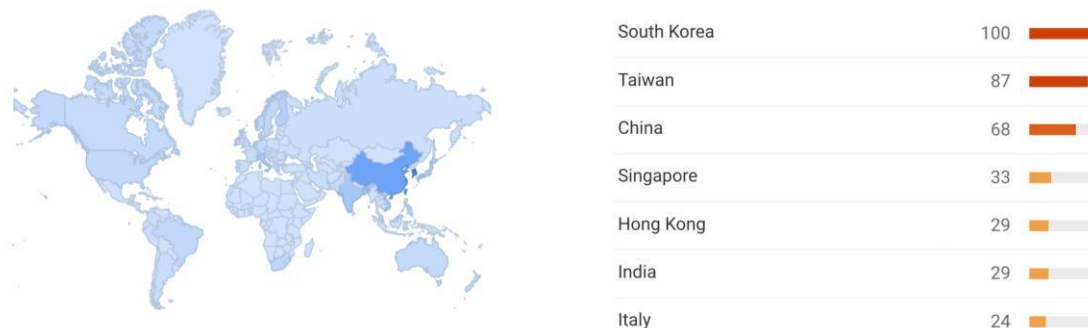 South Korea 100
Taiwan 87
China 68
Singapore 33
Hong Kong 29
India 29
Italy 24